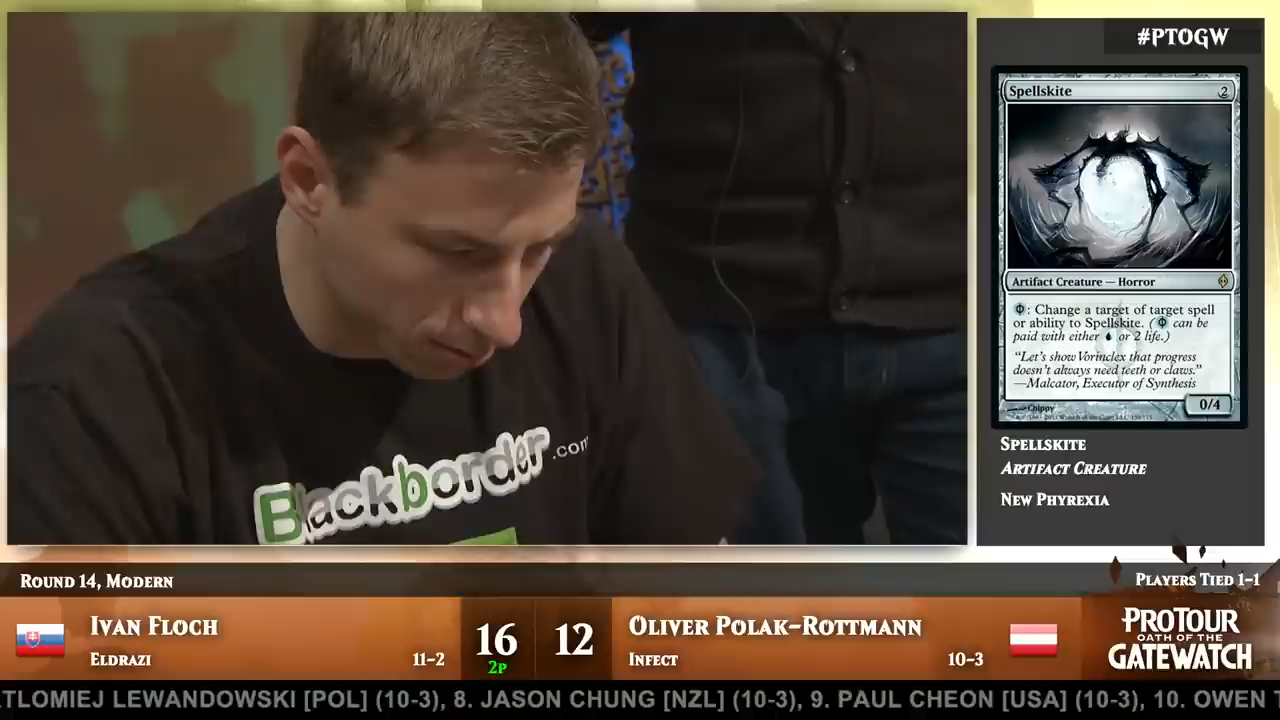 #PTOGW
Spellskite 2
Artifact Creature — Horror
: Change a target of target spell
or ability to Spellskite. ( can be
paid with either or 2 life.)
“Let’s show Vorinclex that progress
doesn’t always need teeth or claws.”
—Malcator, Executor of Synthesis
0/4
Chippy
SPELLSKITE
ARTIFACT CREATURE
NEW PHYREXIA
Blackborder.com
ROUND 14, MODERN
PLAYERS TIED 1-1
IVAN FLOCH
ELDRAZI
11-2
16
2P
12
OLIVER POLAK-ROTTMANN
INFECT
10-3
PROTOUR
OATH OF THE
GATEWATCH
TLOMIEJ LEWANDOWSKI [POL] (10-3), 8. JASON CHUNG [NZL] (10-3), 9. PAUL CHEON [USA] (10-3), 10. OWEN